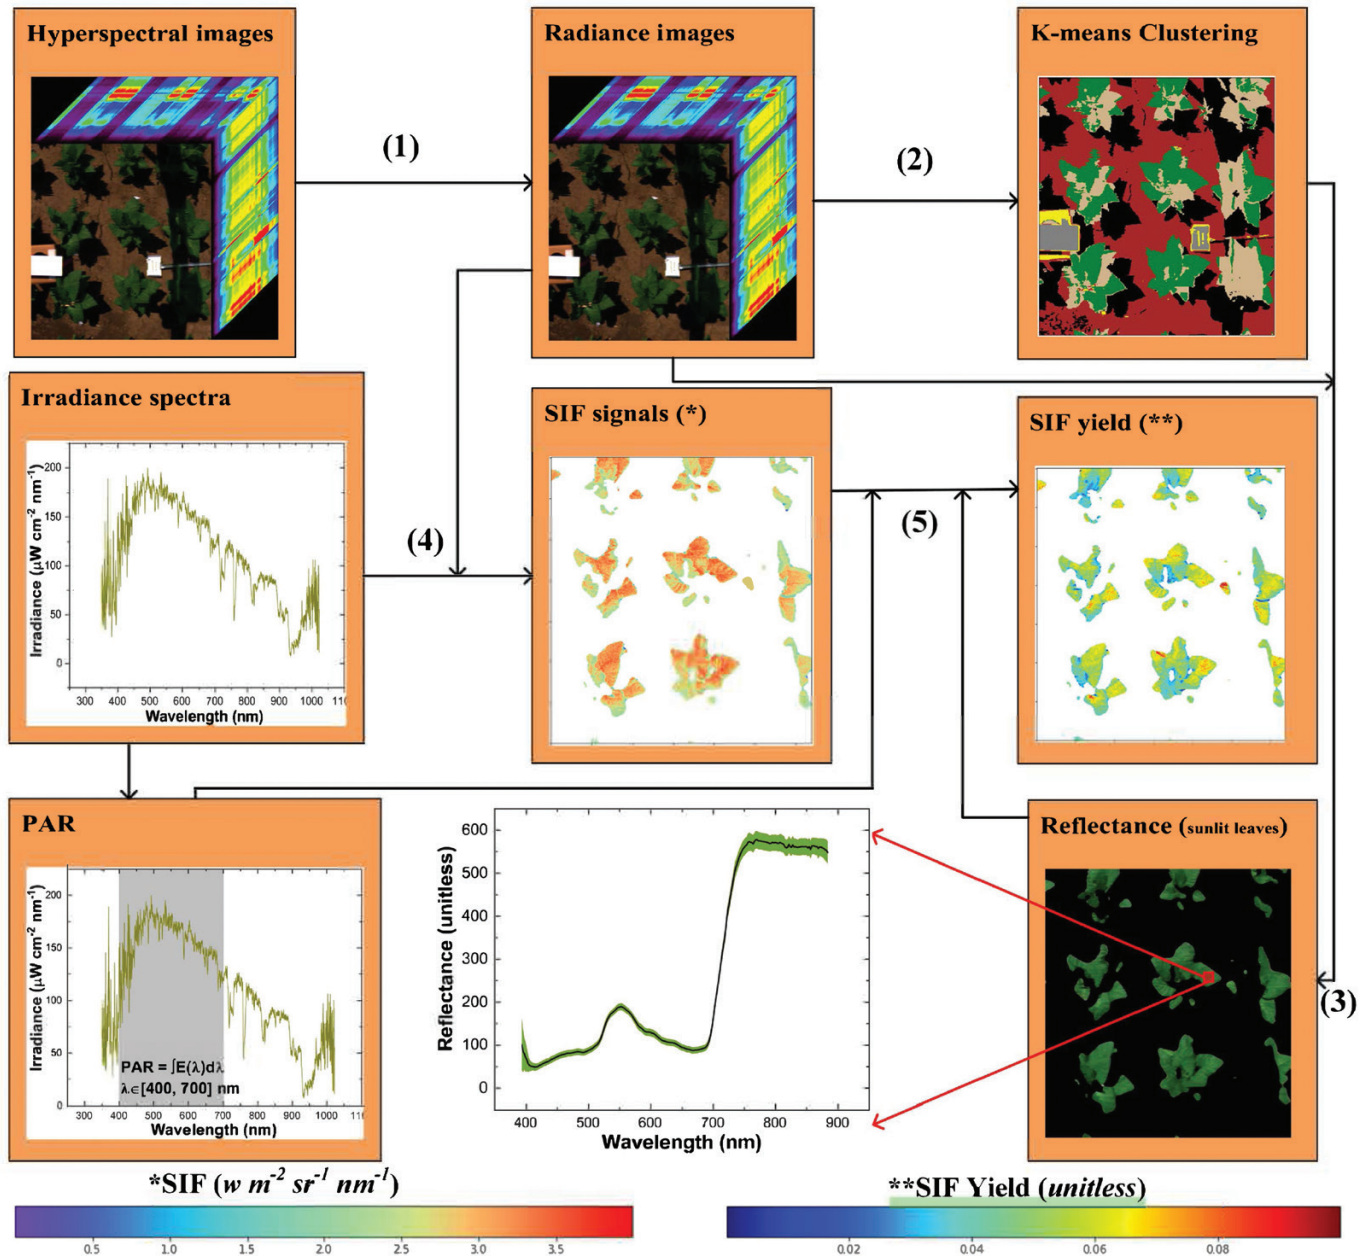 Hyperspectral images
Radiance images
K-means Clustering
(1)
(2)
Irradiance spectra
Irradiance (μW cm-2 nm-1)
200
150
100
50
0
300 400 500 600 700 800 900 1000 11
Wavelength (nm)
(4)
SIF signals (*)
(5)
SIF yield (**)
PAR
Irradiance (μW cm-2 nm-1)
200
150
100
50
0
PAR = ∫E(λ)dλ
λ∈[400, 700] nm
300 400 500 600 700 800 900 1000 11
Wavelength (nm)
Reflectance (unitless)
600
500
400
300
200
100
0
400 500 600 700 800 900
Wavelength (nm)
Reflectance (sunlit leaves)
(3)
*SIF (w m-2 sr-1 nm-1)
0.5 1.0 1.5 2.0 2.5 3.0 3.5
**SIF Yield (unitless)
0.02 0.04 0.06 0.08